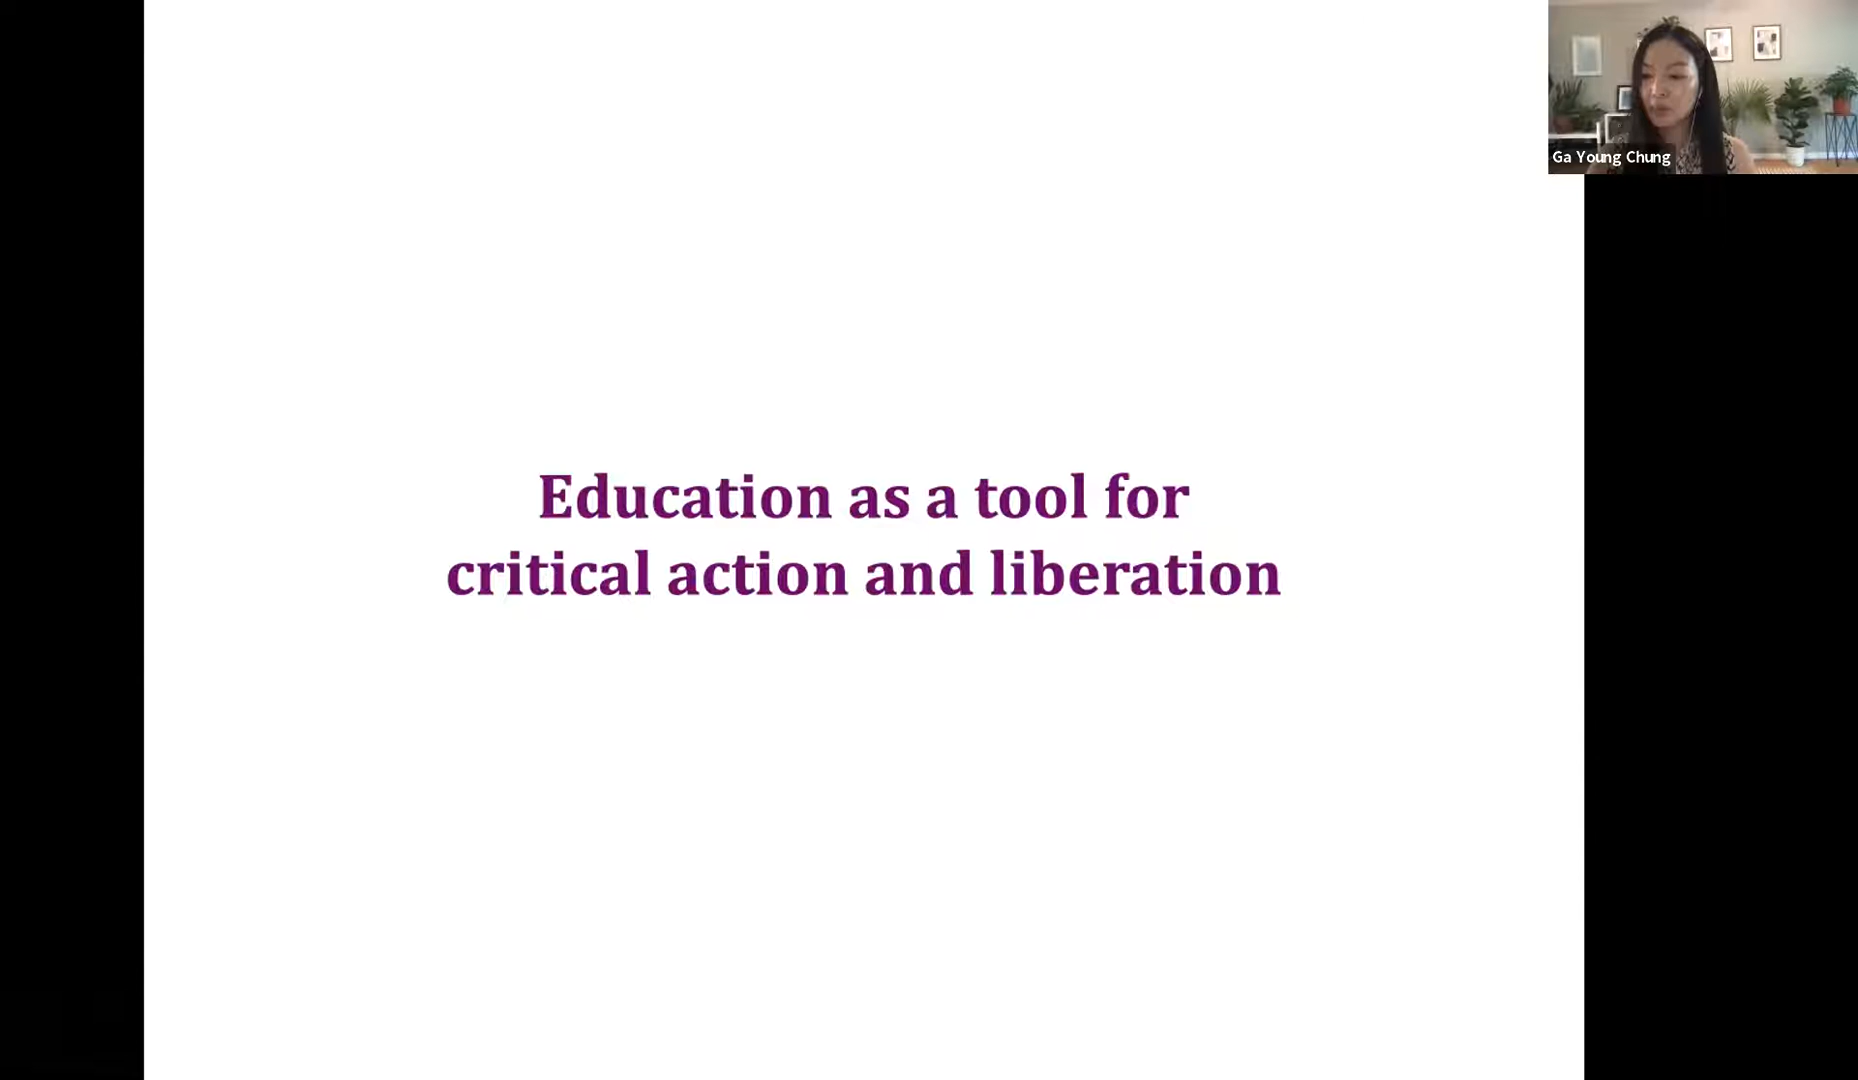 Education as a tool for
critical action and liberation
Ga Young Chung